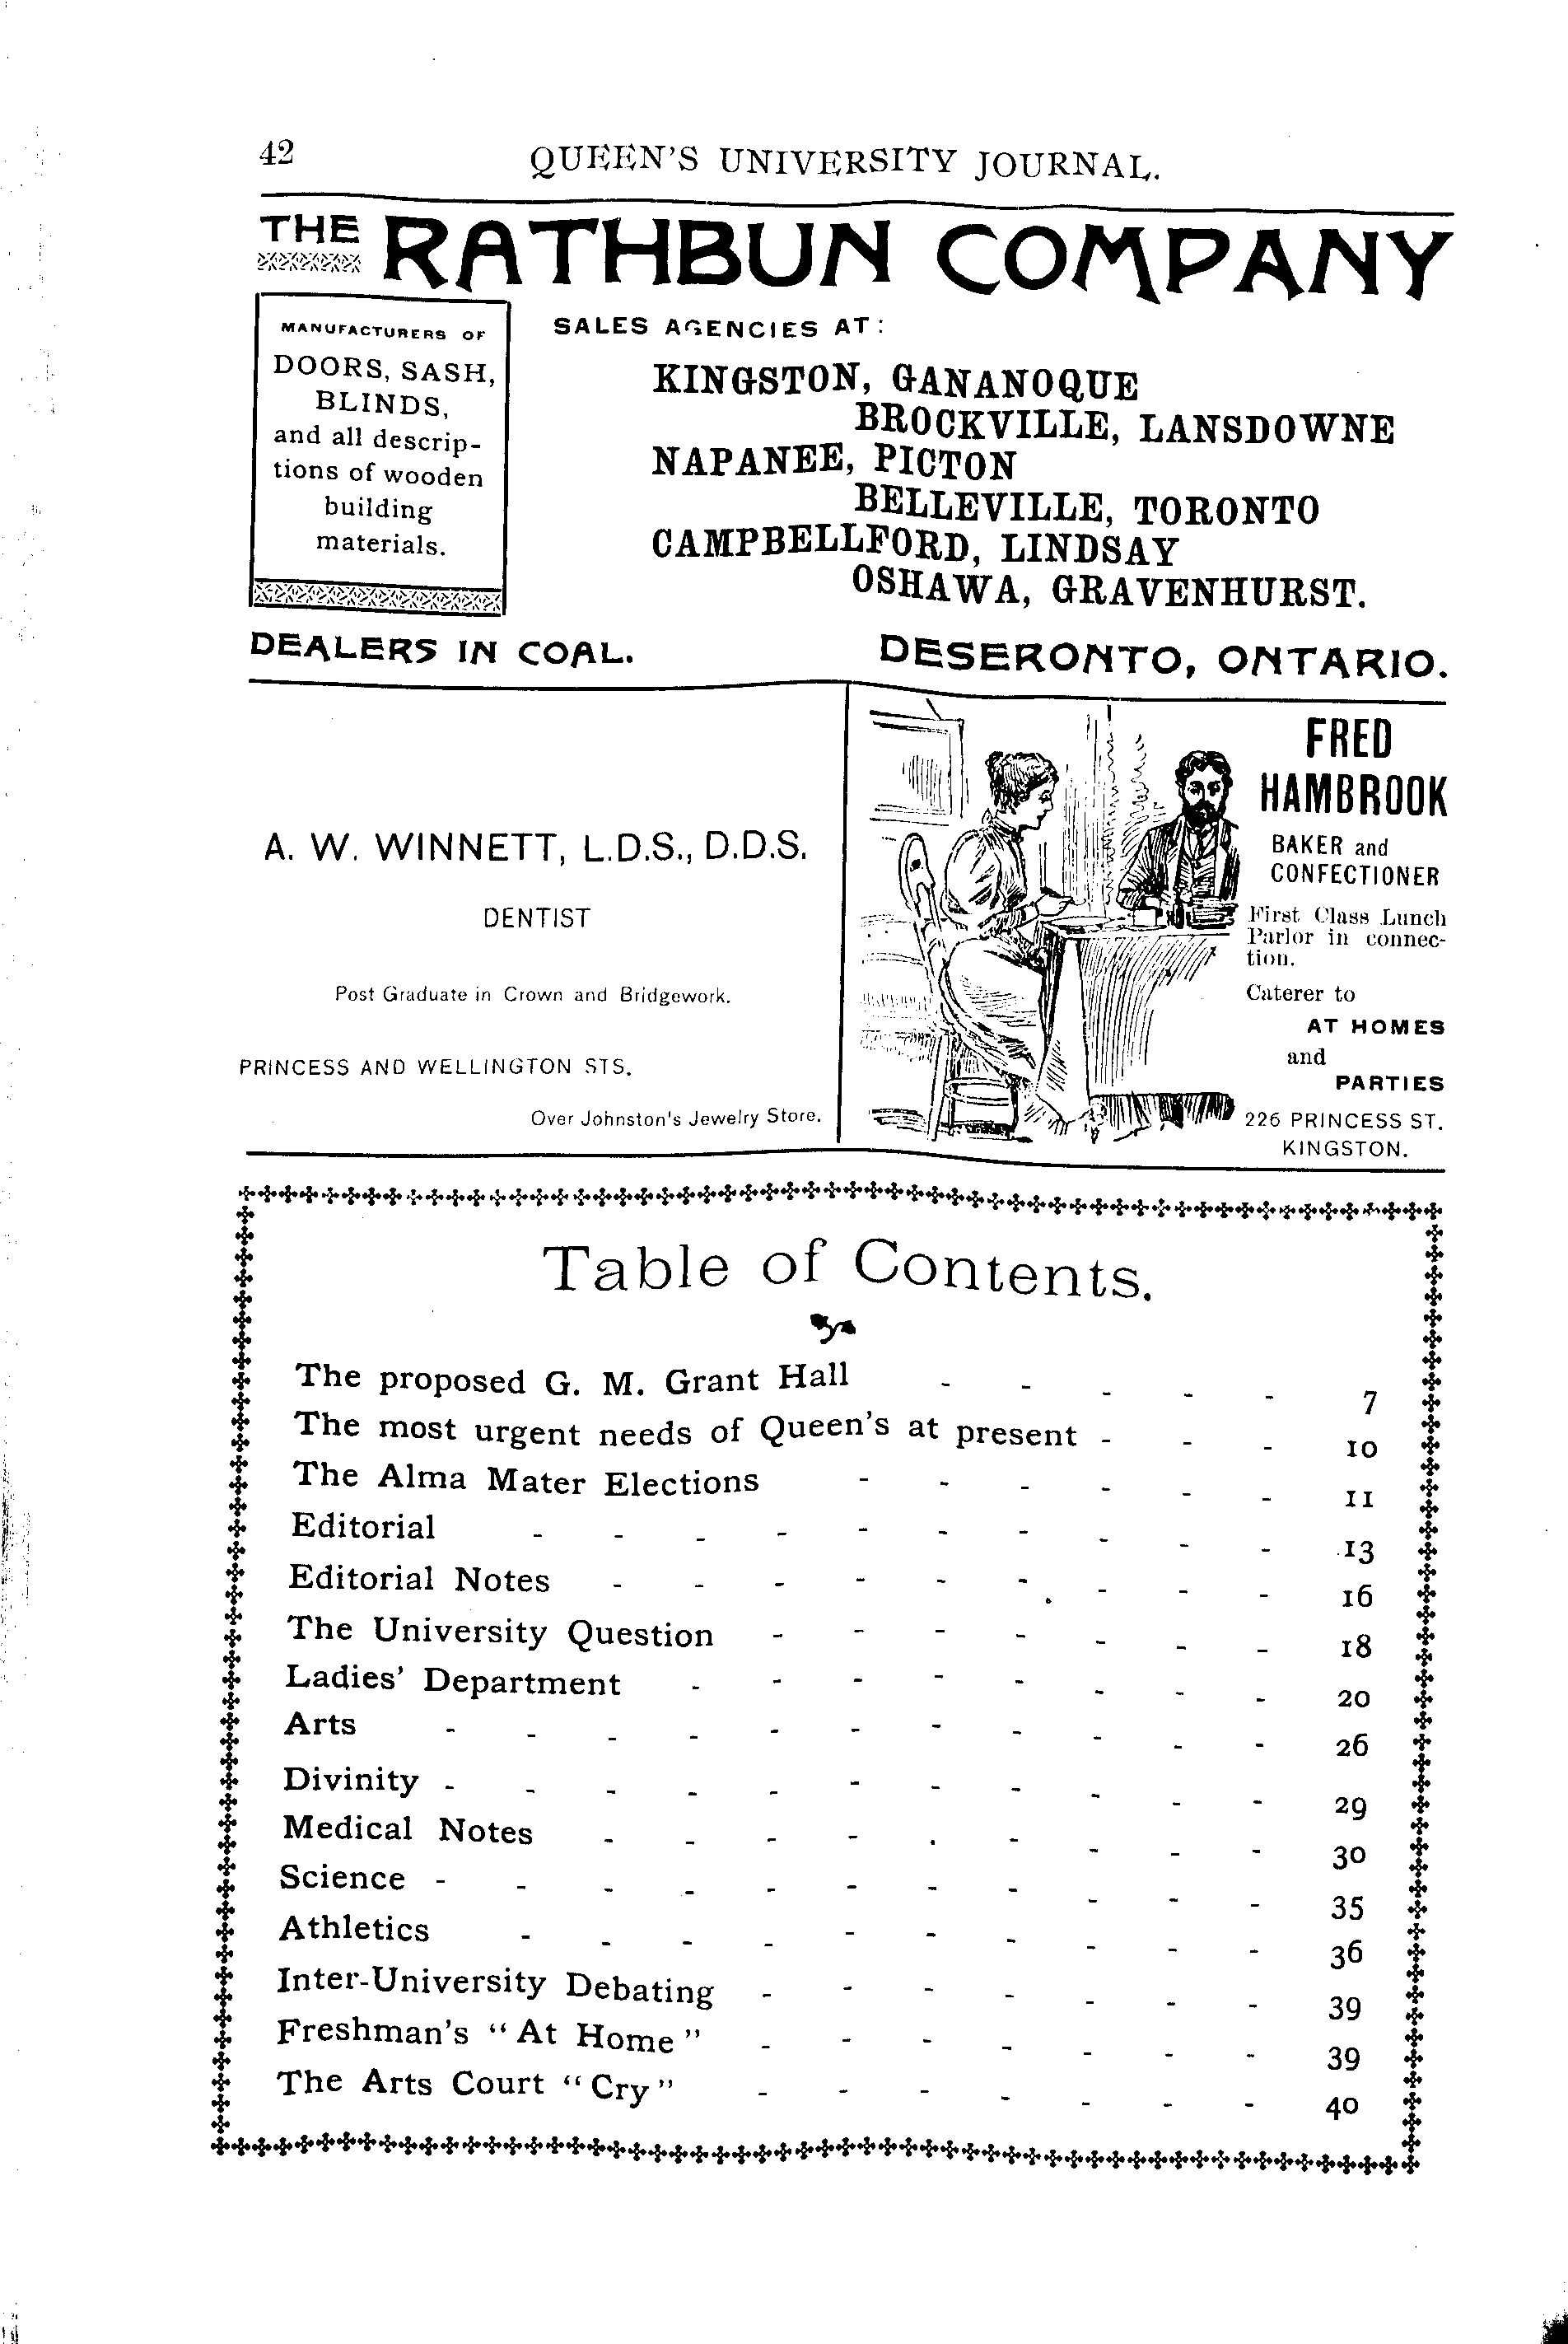 42
QUEEN'S UNIVERSITY JOURNAL.
THE RATHBUN COMPANY
MANUFACTURERS OF
DOORS, SASH,
BLINDS,
and all descrip-
tions of wooden
building
materials.
SALES AGENCIES AT:
KINGSTON, GANANOQUE
BROCKVILLE, LANSDOWNE
NAPANEE, PICTON
BELLEVILLE, TORONTO
CAMPBELLFORD, LINDSAY
OSHAWA, GRAVENHURST.
DEALERS IN COAL.
DESERONTO, ONTARIO.
A. W. WINNETT, L.D.S., D.D.S.
DENTIST
Post Graduate in Crown and Bridgework.
PRINCESS AND WELLINGTON STS.
Over Johnston's Jewelry Store.
FRED
HAMBROOK
BAKER and
CONFECTIONER
First Class Lunch
Parlor in connec-
tion.
Caterer to
AT HOMES
and
PARTIES
226 PRINCESS ST.
KINGSTON.
Table of Contents.
The proposed G. M. Grant Hall - - - - - 7
The most urgent needs of Queen's at present - - - 10
The Alma Mater Elections - - - - - - 11
Editorial - - - - - - - - - - 13
Editorial Notes - - - - - - - - - 16
The University Question - - - - - - - 18
Ladies' Department - - - - - - - - 20
Arts - - - - - - - - - - - 26
Divinity - - - - - - - - - - - 29
Medical Notes - - - - - - - - - 30
Science - - - - - - - - - - - 35
Athletics - - - - - - - - - - 36
Inter-University Debating - - - - - - - 39
Freshman's "At Home" - - - - - - - 39
The Arts Court "Cry" - - - - - - - 40